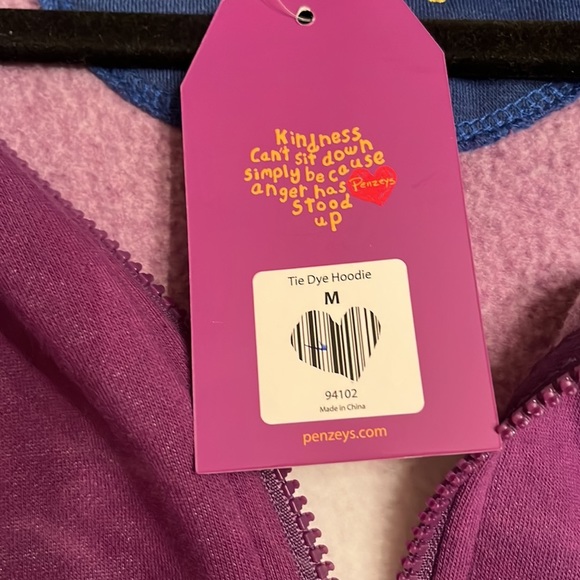 Kindness
Can't sit down
simply because
anger has Penzeys
stood
up
Tie Dye Hoodie
M
94102
Made in China
penzeys.com